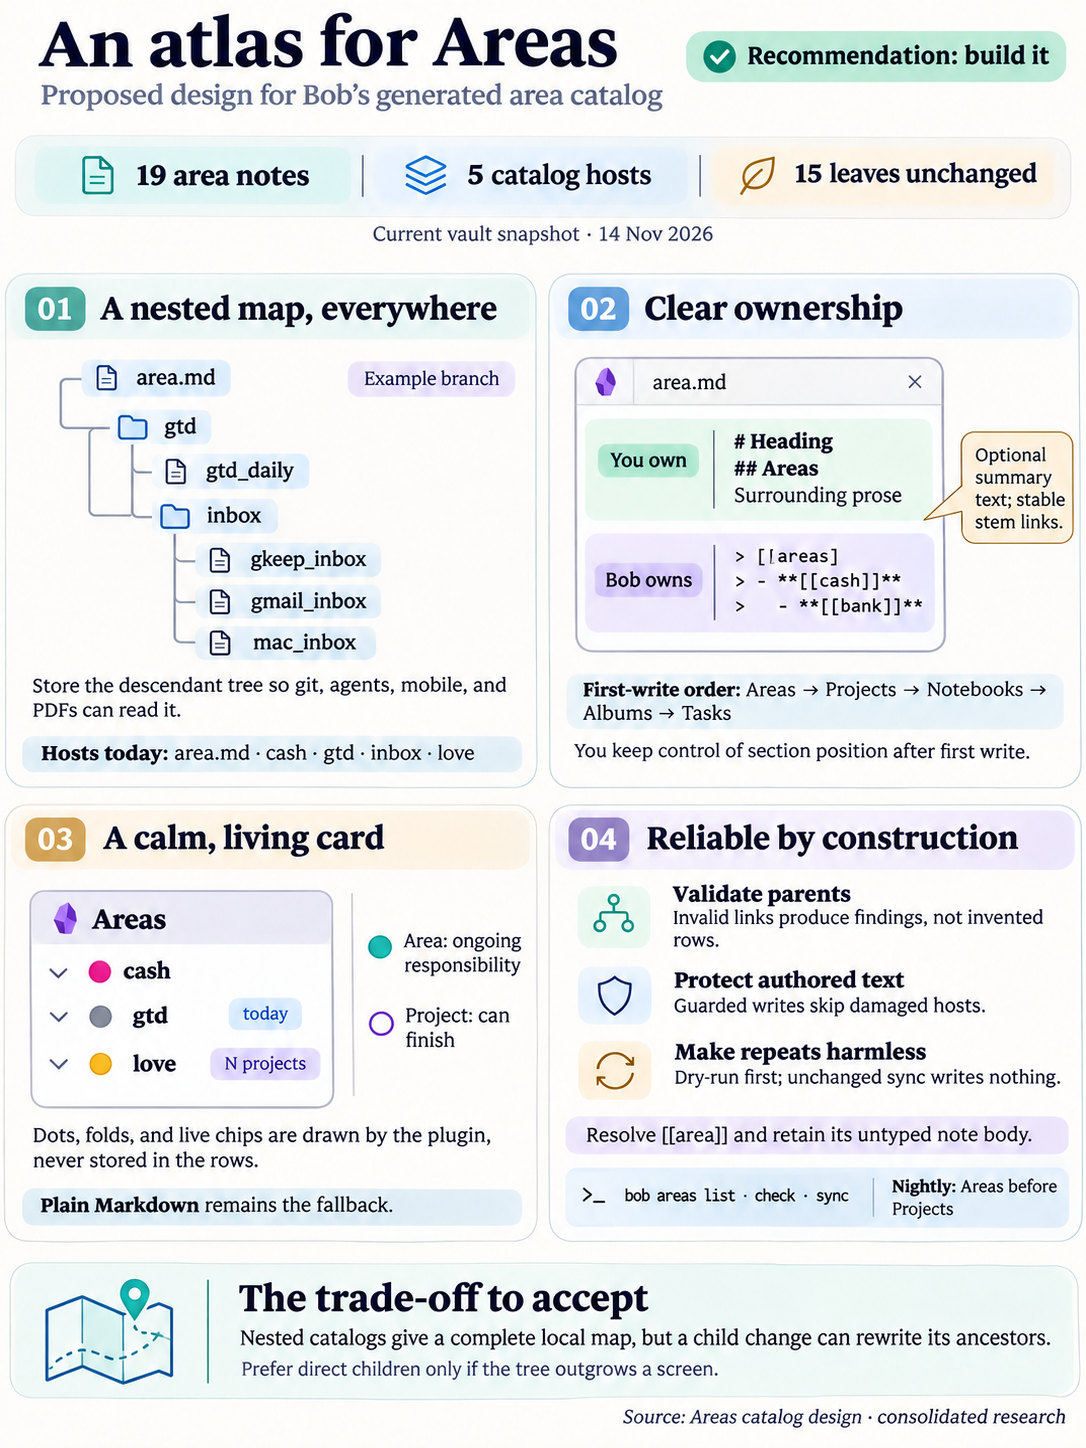 An atlas for Areas
Proposed design for Bob's generated area catalog
Recommendation: build it
19 area notes
5 catalog hosts
15 leaves unchanged
Current vault snapshot · 14 Nov 2026
01 A nested map, everywhere
area.md
Example branch
gtd
gtd_daily
inbox
gkeep_inbox
gmail_inbox
mac_inbox
Store the descendant tree so git, agents, mobile, and
PDFs can read it.
Hosts today: area.md · cash · gtd · inbox · love
02 Clear ownership
area.md
You own
# Heading
## Areas
Surrounding prose
Optional
summary
text; stable
stem links.
Bob owns
> [[areas]
> - **[[cash]]**
>   - **[[bank]]**
First-write order: Areas → Projects → Notebooks →
Albums → Tasks
You keep control of section position after first write.
03 A calm, living card
Areas
cash
gtd
today
love
N projects
Area: ongoing
responsibility
Project: can
finish
Dots, folds, and live chips are drawn by the plugin,
never stored in the rows.
Plain Markdown remains the fallback.
04 Reliable by construction
Validate parents
Invalid links produce findings, not invented
rows.
Protect authored text
Guarded writes skip damaged hosts.
Make repeats harmless
Dry-run first; unchanged sync writes nothing.
Resolve [[area]] and retain its untyped note body.
>_ bob areas list · check · sync
Nightly: Areas before
Projects
The trade-off to accept
Nested catalogs give a complete local map, but a child change can rewrite its ancestors.
Prefer direct children only if the tree outgrows a screen.
Source: Areas catalog design · consolidated research